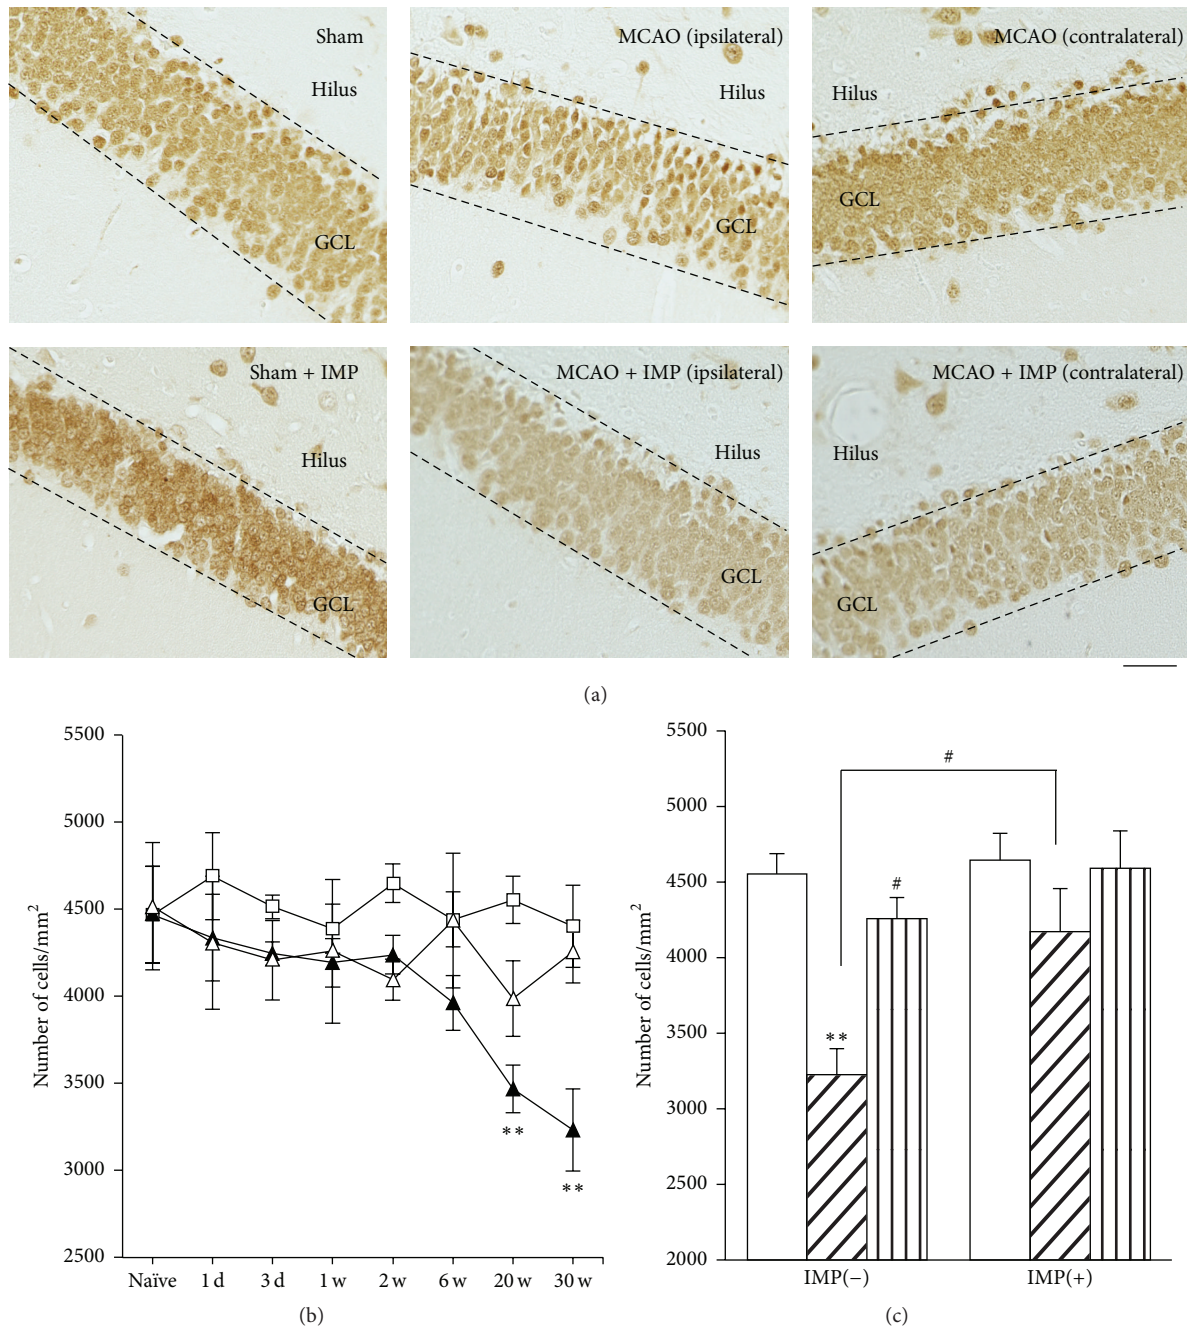 Sham
Hilus
GCL
MCAO (ipsilateral)
Hilus
GCL
MCAO (contralateral)
Hilus
GCL
Sham + IMP
Hilus
GCL
MCAO + IMP (ipsilateral)
Hilus
GCL
MCAO + IMP (contralateral)
Hilus
GCL
(a)
Number of cells/mm²
5500
5000
4500
4000
3500
3000
2500
**
**
Naïve 1 d 3 d 1 w 2 w 6 w 20 w 30 w
(b)
Number of cells/mm²
5500
5000
4500
4000
3500
3000
2500
2000
#
**
#
IMP(−) IMP(+)
(c)